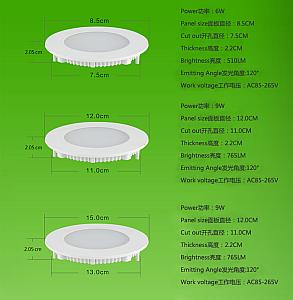 8.5cm
2.05cm
7.5cm
Power功率：6W
Panel size面板直径：8.5CM
Cut out开孔直径：7.5CM
Thickness高度：2.2CM
Brightness亮度：510LM
Emitting Angle发光角度:120°
Work voltage工作电压：AC85-265V
12.0cm
2.05cm
11.0cm
Power功率：9W
Panel size面板直径：12.0CM
Cut out开孔直径：11.0CM
Thickness高度：2.2CM
Brightness亮度：765LM
Emitting Angle发光角度:120°
Work voltage工作电压：AC85-265V
15.0cm
2.05cm
13.0cm
Power功率：9W
Panel size面板直径：12.0CM
Cut out开孔直径：11.0CM
Thickness高度：2.2CM
Brightness亮度：765LM
Emitting Angle发光角度:120°
Work voltage工作电压：AC85-265V